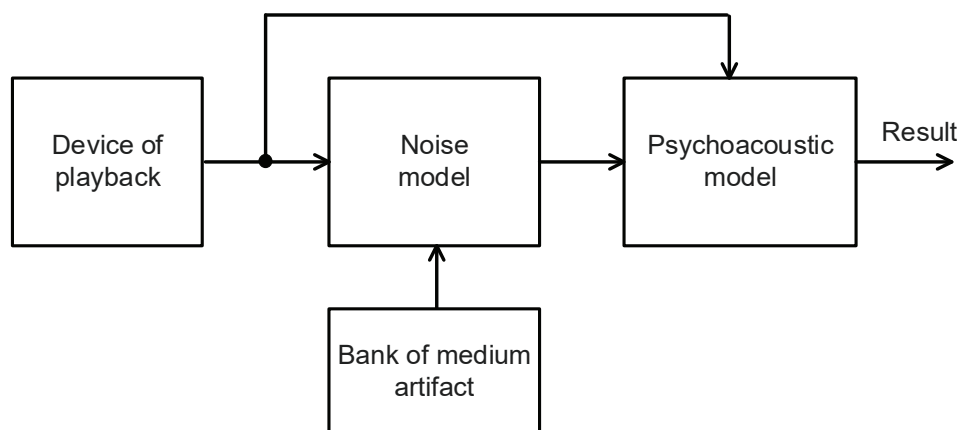 Device of
playback
Noise
model
Psychoacoustic
model
Result
Bank of medium
artifact